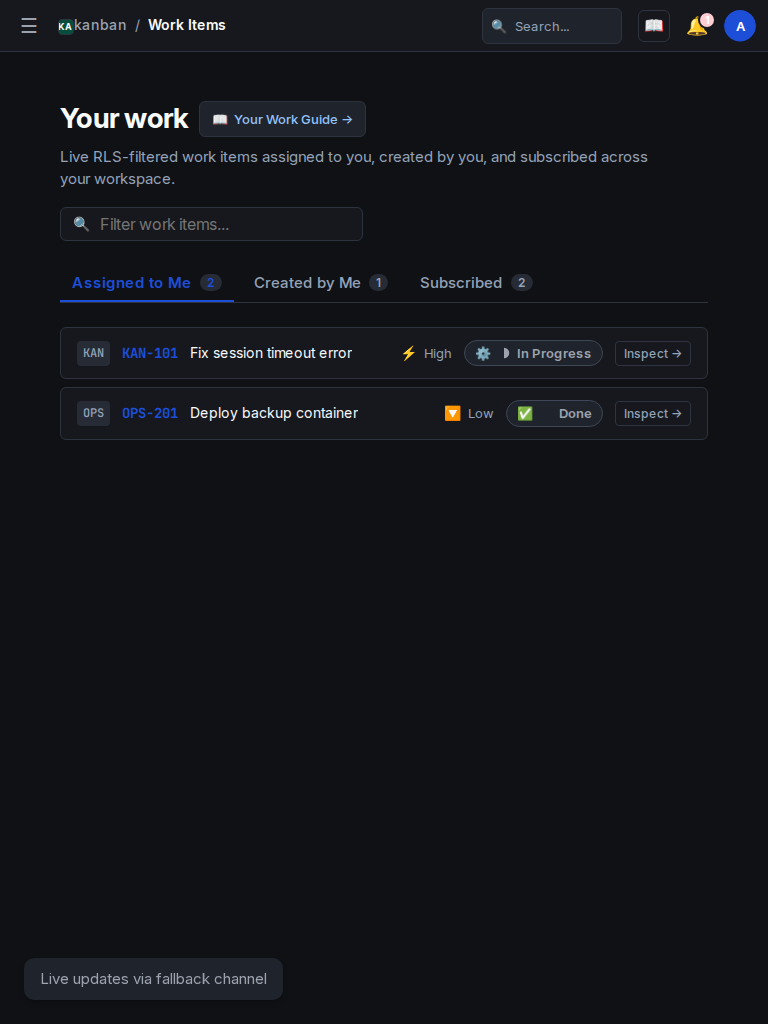 KA kanban / Work Items
Search...
1
A
Your work
Your Work Guide →
Live RLS-filtered work items assigned to you, created by you, and subscribed across
your workspace.
Filter work items...
Assigned to Me 2
Created by Me 1
Subscribed 2
KAN KAN-101 Fix session timeout error High In Progress Inspect →
OPS OPS-201 Deploy backup container Low Done Inspect →
Live updates via fallback channel